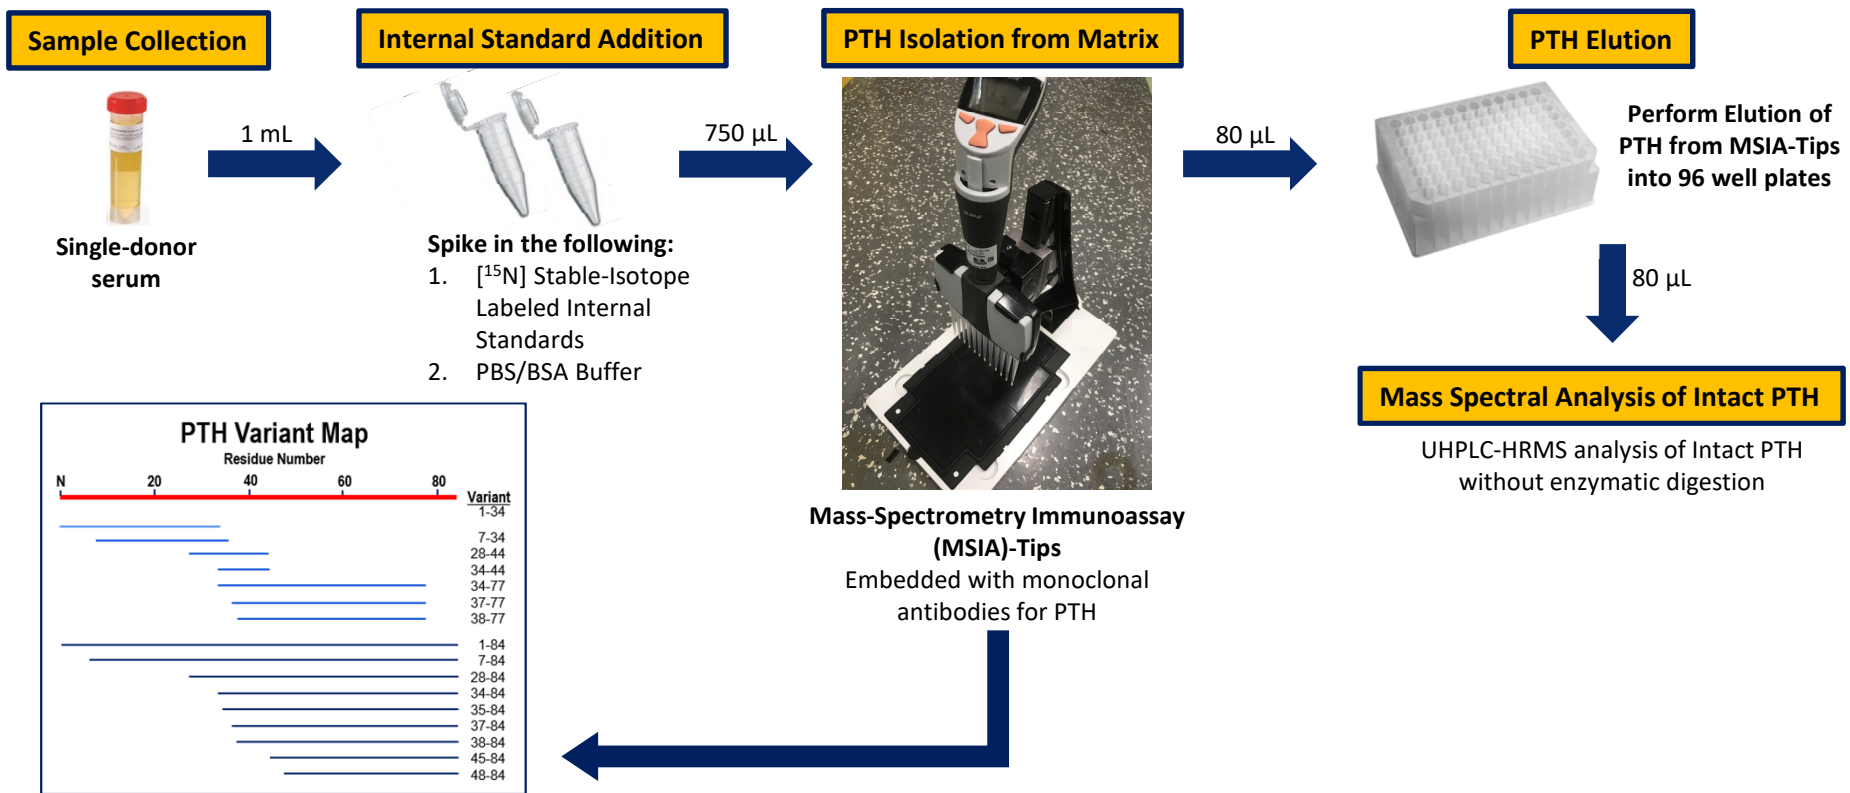 Sample Collection
Internal Standard Addition
PTH Isolation from Matrix
PTH Elution
1 mL
750 µL
80 µL
Single-donor
serum
Spike in the following:
1. [¹⁵N] Stable-Isotope
Labeled Internal
Standards
2. PBS/BSA Buffer
Perform Elution of
PTH from MSIA-Tips
into 96 well plates
80 µL
Mass Spectral Analysis of Intact PTH
UHPLC-HRMS analysis of Intact PTH
without enzymatic digestion
Mass-Spectrometry Immunoassay
(MSIA)-Tips
Embedded with monoclonal
antibodies for PTH
PTH Variant Map
Residue Number
N 20 40 60 80
Variant
1-34
7-34
28-44
34-44
34-77
37-77
38-77
1-84
7-84
28-84
34-84
35-84
37-84
38-84
45-84
48-84